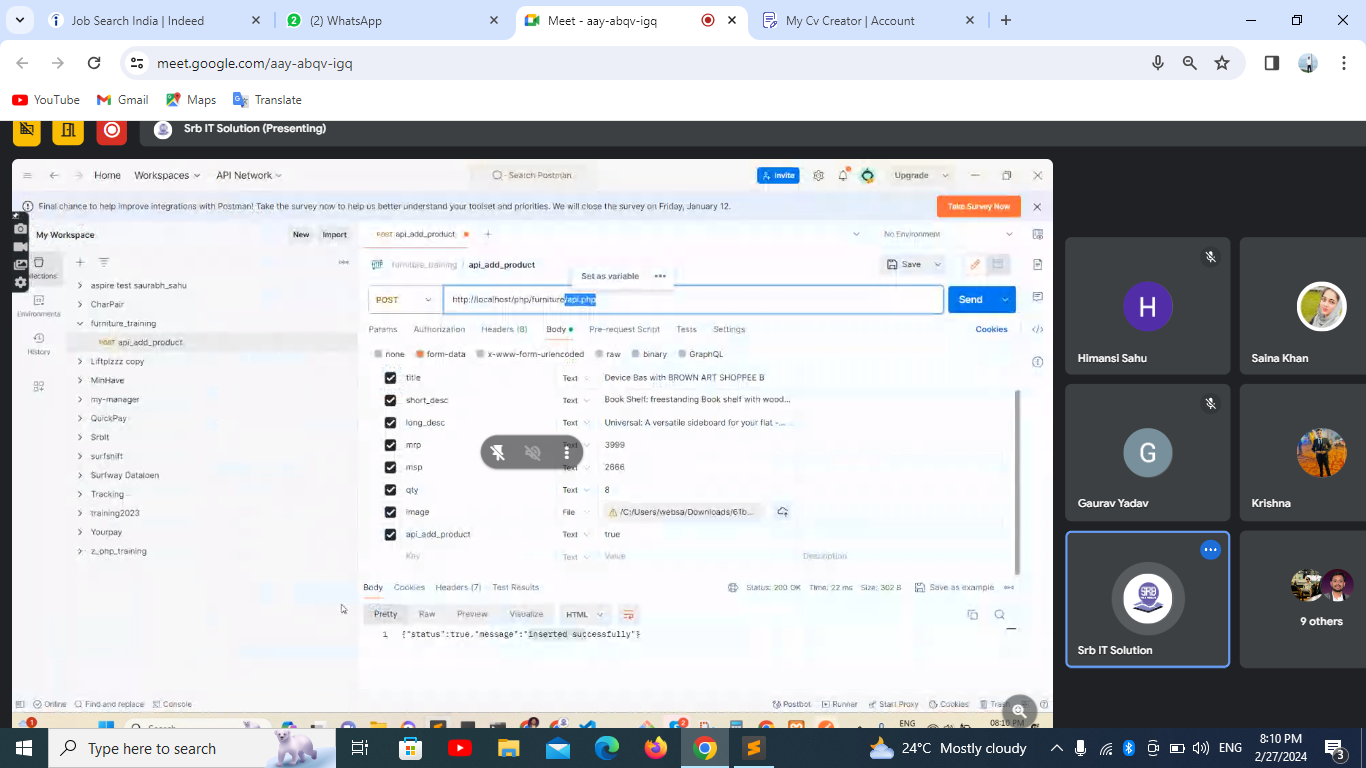 Job Search India | Indeed
(2) WhatsApp
Meet - aay-abqv-igq
My Cv Creator | Account
meet.google.com/aay-abqv-igq
YouTube Gmail Maps Translate
Srb IT Solution (Presenting)
Home Workspaces API Network Search Postman Invite Upgrade
Final chance to help improve integrations with Postman! Take the survey now to help us better understand your toolset and priorities. We will close the survey on Friday, January 12. Take Survey Now
My Workspace New Import POST api_add_product No Environment
furniture_training / api_add_product Save
Set as variable
POST http://localhost/php/furniture/api.php Send
Params Authorization Headers (8) Body Pre-request Script Tests Settings Cookies
none form-data x-www-form-urlencoded raw binary GraphQL
title Text Device Bas with BROWN ART SHOPPEE B
short_desc Text Book Shelf: freestanding Book shelf with wood...
long_desc Text Universal: A versatile sideboard for your flat -...
mrp Text 3999
msp Text 2666
qty Text 8
image File /C:/Users/websa/Downloads/61b...
api_add_product Text true
Key Text Value Description
Body Cookies Headers (7) Test Results Status: 200 OK Time: 22 ms Size: 302 B Save as example
Pretty Raw Preview Visualize HTML
1 {"status":true,"message":"inserted successfully"}
Collections
Environments
History
aspire test saurabh_sahu
CharPair
furniture_training
POST api_add_product
Liftplzzz copy
MinHave
my-manager
QuickPay
SrbIt
surfsnift
Surfway Dataloen
Tracking
training2023
Yourpay
z_php_training
Online Find and replace Console Postbot Runner Start Proxy Cookies Trash
1 Search 2 ENG 08:10 PM
H
Himansi Sahu
Saina Khan
G
Gaurav Yadav
Krishna
SRB
Srb IT Solution
9 others
Type here to search
24°C Mostly cloudy
ENG
8:10 PM
2/27/2024
3